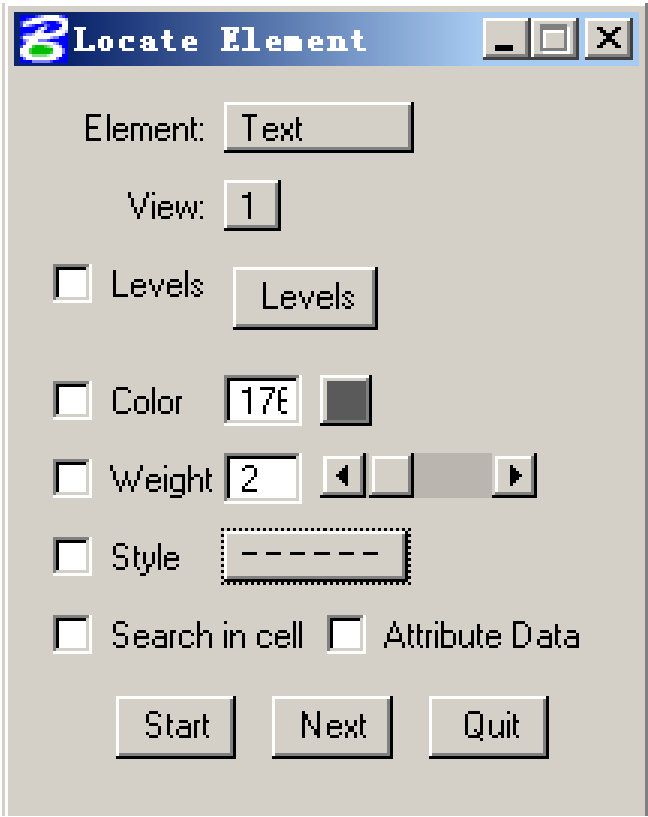 Locate Element
Element: Text
View: 1
Levels Levels
Color
Weight 2
Style
Search in cell Attribute Data
Start Next Quit